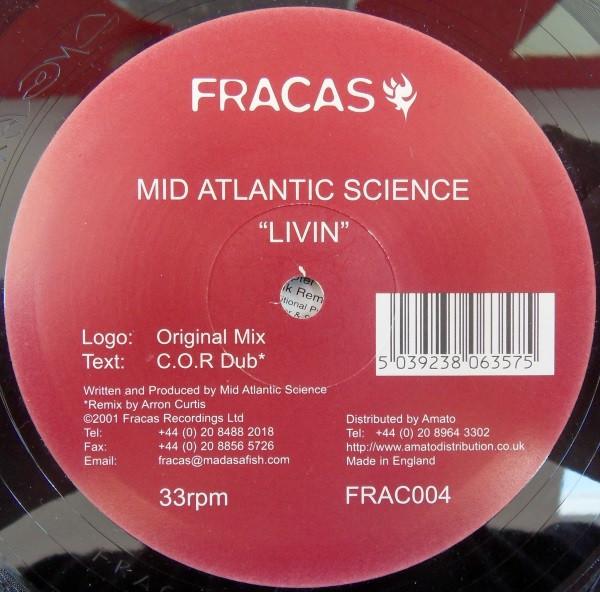 FRACAS
MID ATLANTIC SCIENCE
“LIVIN”
Logo: Original Mix
Text: C.O.R Dub*
5 039238 063575
Written and Produced by Mid Atlantic Science
*Remix by Arron Curtis
©2001 Fracas Recordings Ltd
Tel: +44 (0) 20 8488 2018
Fax: +44 (0) 20 8856 5726
Email: fracas@madasafish.com
Distributed by Amato
Tel: +44 (0) 20 8964 3302
http://www.amatodistribution.co.uk
Made in England
33rpm
FRAC004